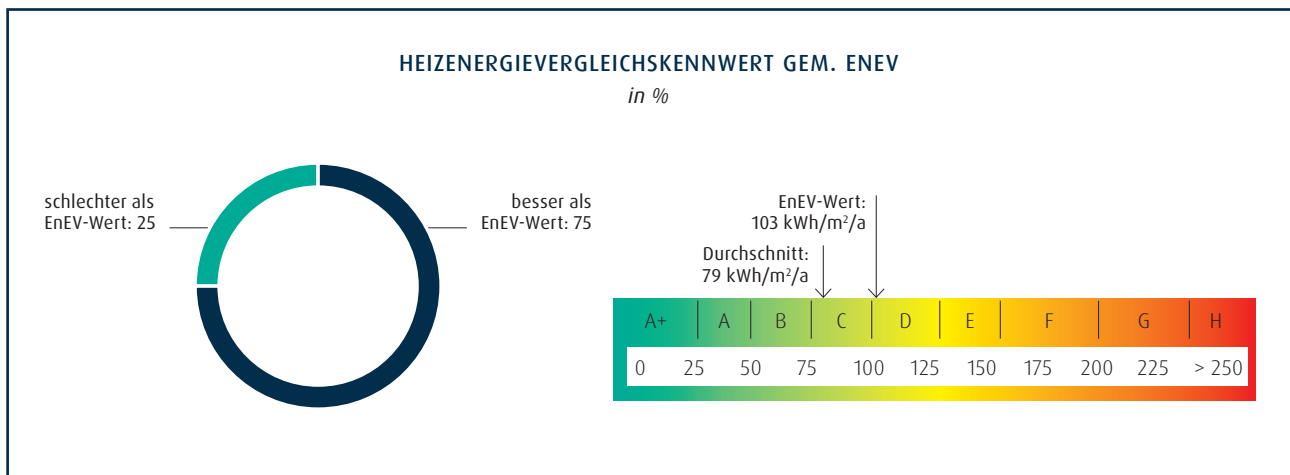 HEIZENERGIEVERGLEICHSKENNWERT GEM. ENEV
in %
schlechter als
EnEV-Wert: 25
besser als
EnEV-Wert: 75
EnEV-Wert:
103 kWh/m²/a
Durchschnitt:
79 kWh/m²/a
A+ A B C D E F G H
0 25 50 75 100 125 150 175 200 225 > 250